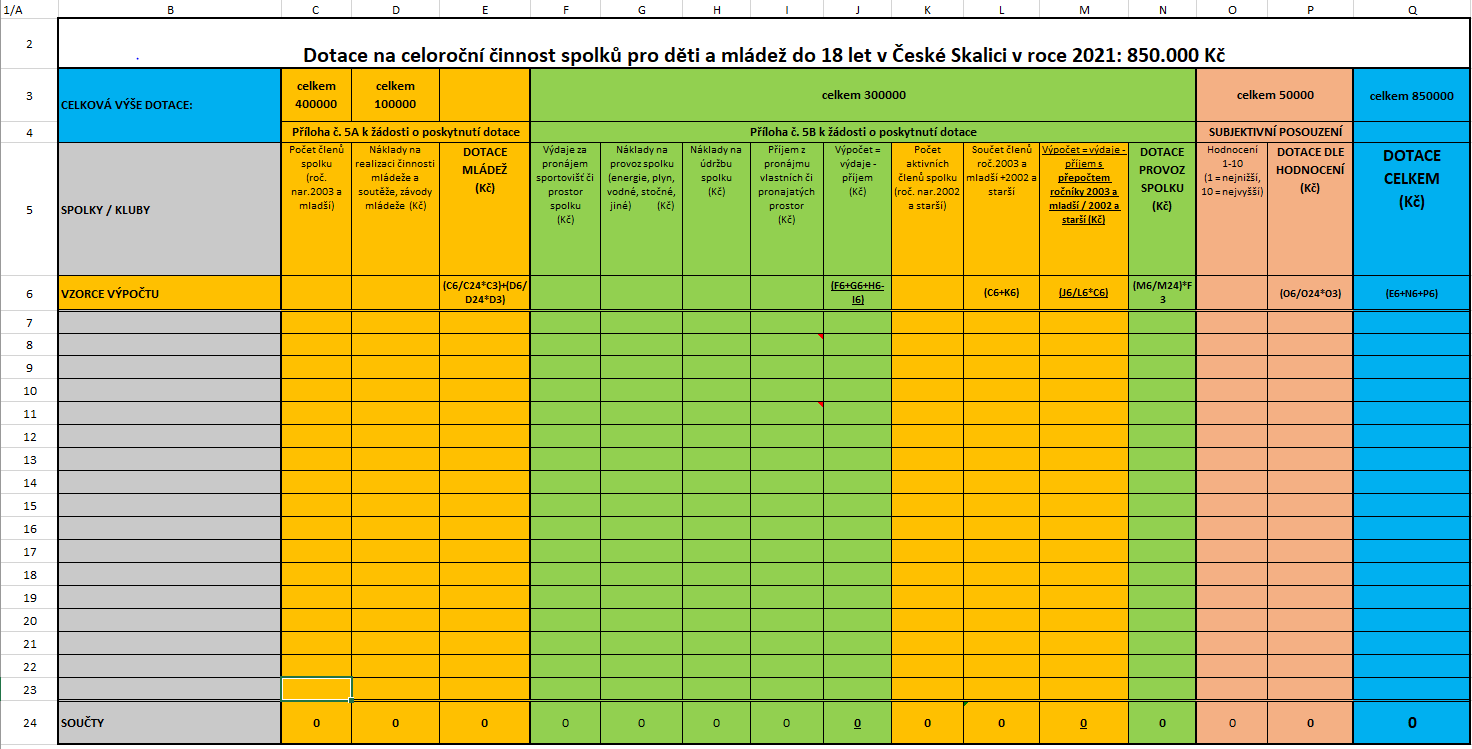 1/A B C D E F G H I J K L M N O P Q
2 Dotace na celoroční činnost spolků pro děti a mládež do 18 let v České Skalici v roce 2021: 850.000 Kč
3 CELKOVÁ VÝŠE DOTACE:
celkem
400000
celkem
100000
celkem 300000
celkem 50000
celkem 850000
4 Příloha č. 5A k žádosti o poskytnutí dotace Příloha č. 5B k žádosti o poskytnutí dotace SUBJEKTIVNÍ POSOUZENÍ
5 SPOLKY / KLUBY
Počet členů
spolku
(roč.
nar.2003 a
mladší)
Náklady na
realizaci činnosti
mládeže a
soutěže, závody
mládeže (Kč)
DOTACE
MLÁDEŽ
(Kč)
Výdaje za
pronájem
sportovišť či
prostor
spolku
(Kč)
Náklady na
provoz spolku
(energie, plyn,
vodné, stočné,
jiné) (Kč)
Náklady na
údržbu
spolku
(Kč)
Příjem z
pronájmu
vlastních či
pronajatých
prostor
(Kč)
Výpočet =
výdaje -
příjem
(Kč)
Počet
aktivních
členů spolku
(roč. nar.2002
a starší)
Součet členů
roč.2003 a
mladší +2002 a
starší
Výpočet = výdaje -
příjem s
přepočtem
ročníky 2003 a
mladší / 2002 a
starší (Kč)
DOTACE
PROVOZ
SPOLKU
(Kč)
Hodnocení
1-10
(1 = nejnižší,
10 = nejvyšší)
DOTACE DLE
HODNOCENÍ
(Kč)
DOTACE
CELKEM
(Kč)
6 VZORCE VÝPOČTU
(C6/C24*C3)+(D6/
D24*D3)
(F6+G6+H6-
I6)
(C6+K6)
(J6/L6*C6)
(M6/M24)*F
3
(O6/O24*O3)
(E6+N6+P6)
7
8
9
10
11
12
13
14
15
16
17
18
19
20
21
22
23
24 SOUČTY 0 0 0 0 0 0 0 0 0 0 0 0 0 0 0